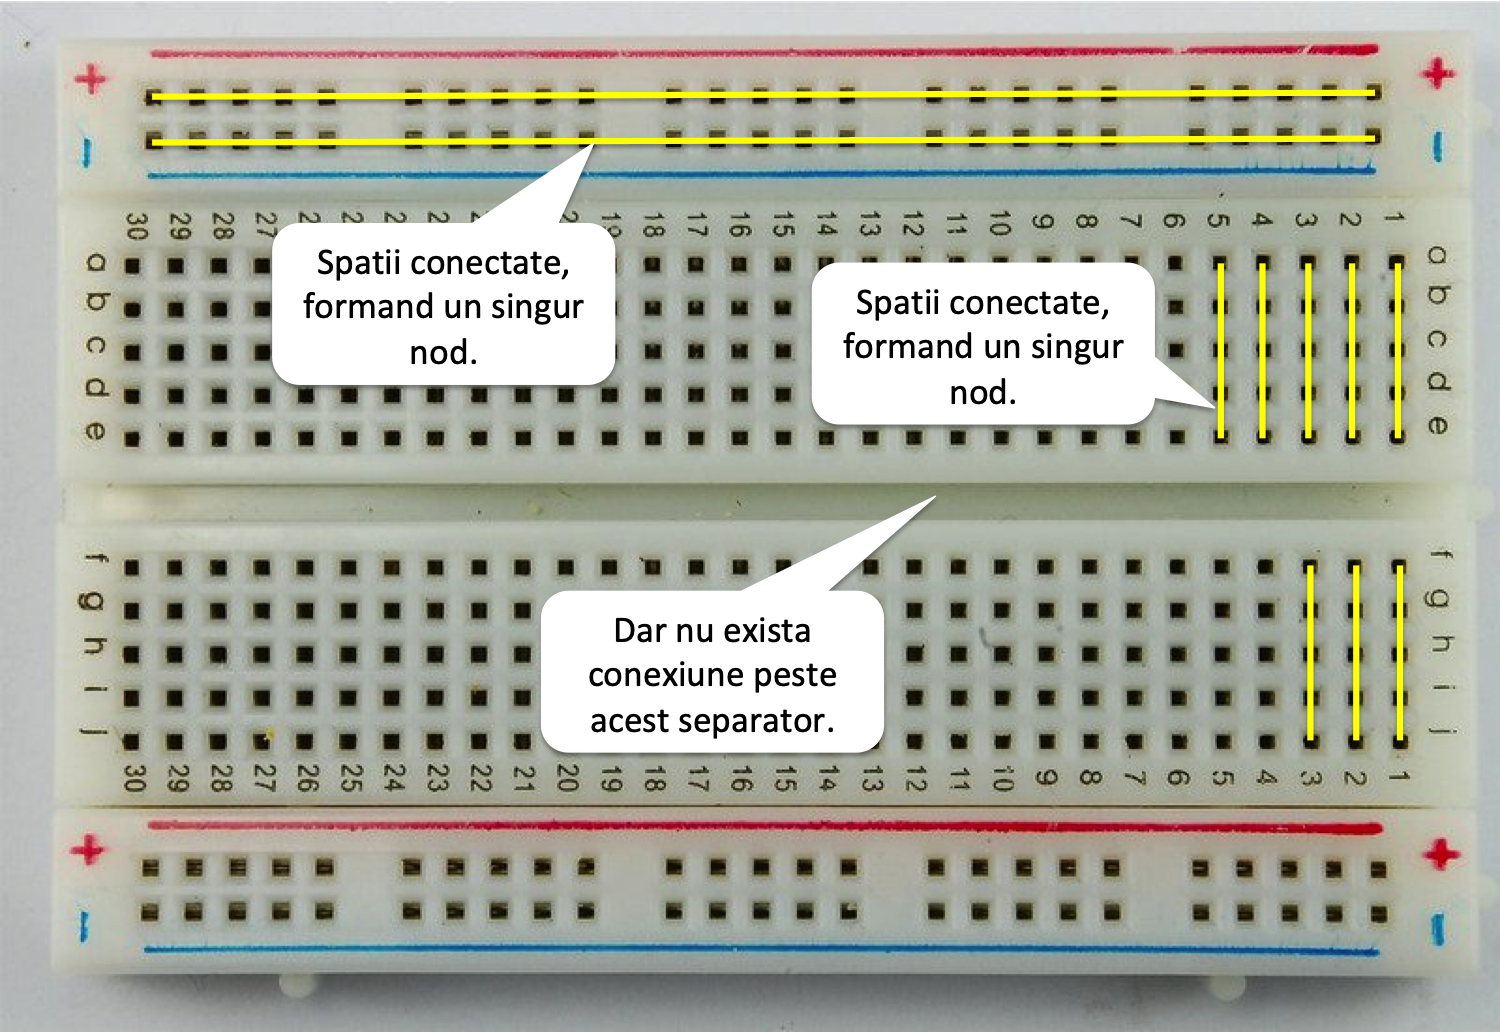 + +
- -
30 29 28 27 2 2 2 2 2 2 2 19 18 17 16 15 14 13 12 11 10 9 8 7 6 5 4 3 2 1
a a
b b
c c
d d
e e
Spatii conectate,
formand un singur
nod.
Spatii conectate,
formand un singur
nod.
f f
g g
h h
i i
j j
Dar nu exista
conexiune peste
acest separator.
30 29 28 27 26 25 24 23 22 21 20 19 18 17 16 15 14 13 12 11 10 9 8 7 6 5 4 3 2 1
+ +
- -